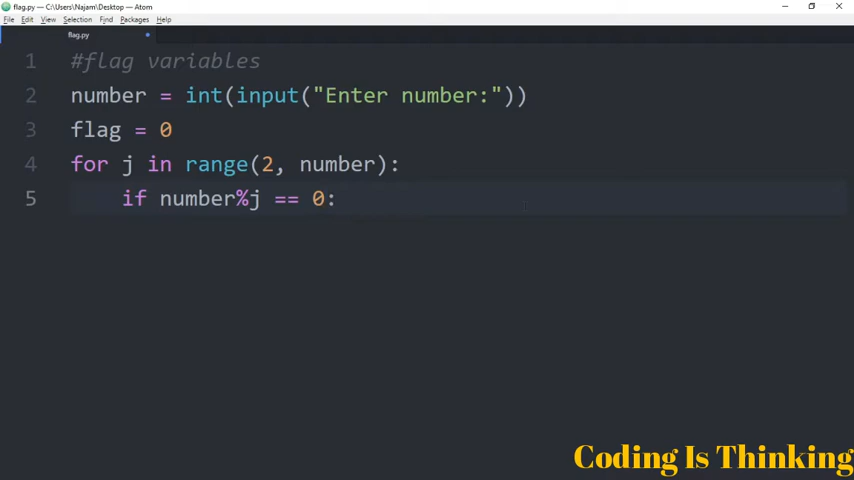 flag.py — C:\Users\Najam\Desktop — Atom
File Edit View Selection Find Packages Help
flag.py
1 #flag variables
2 number = int(input("Enter number:"))
3 flag = 0
4 for j in range(2, number):
5 if number%j == 0:
Coding Is Thinking